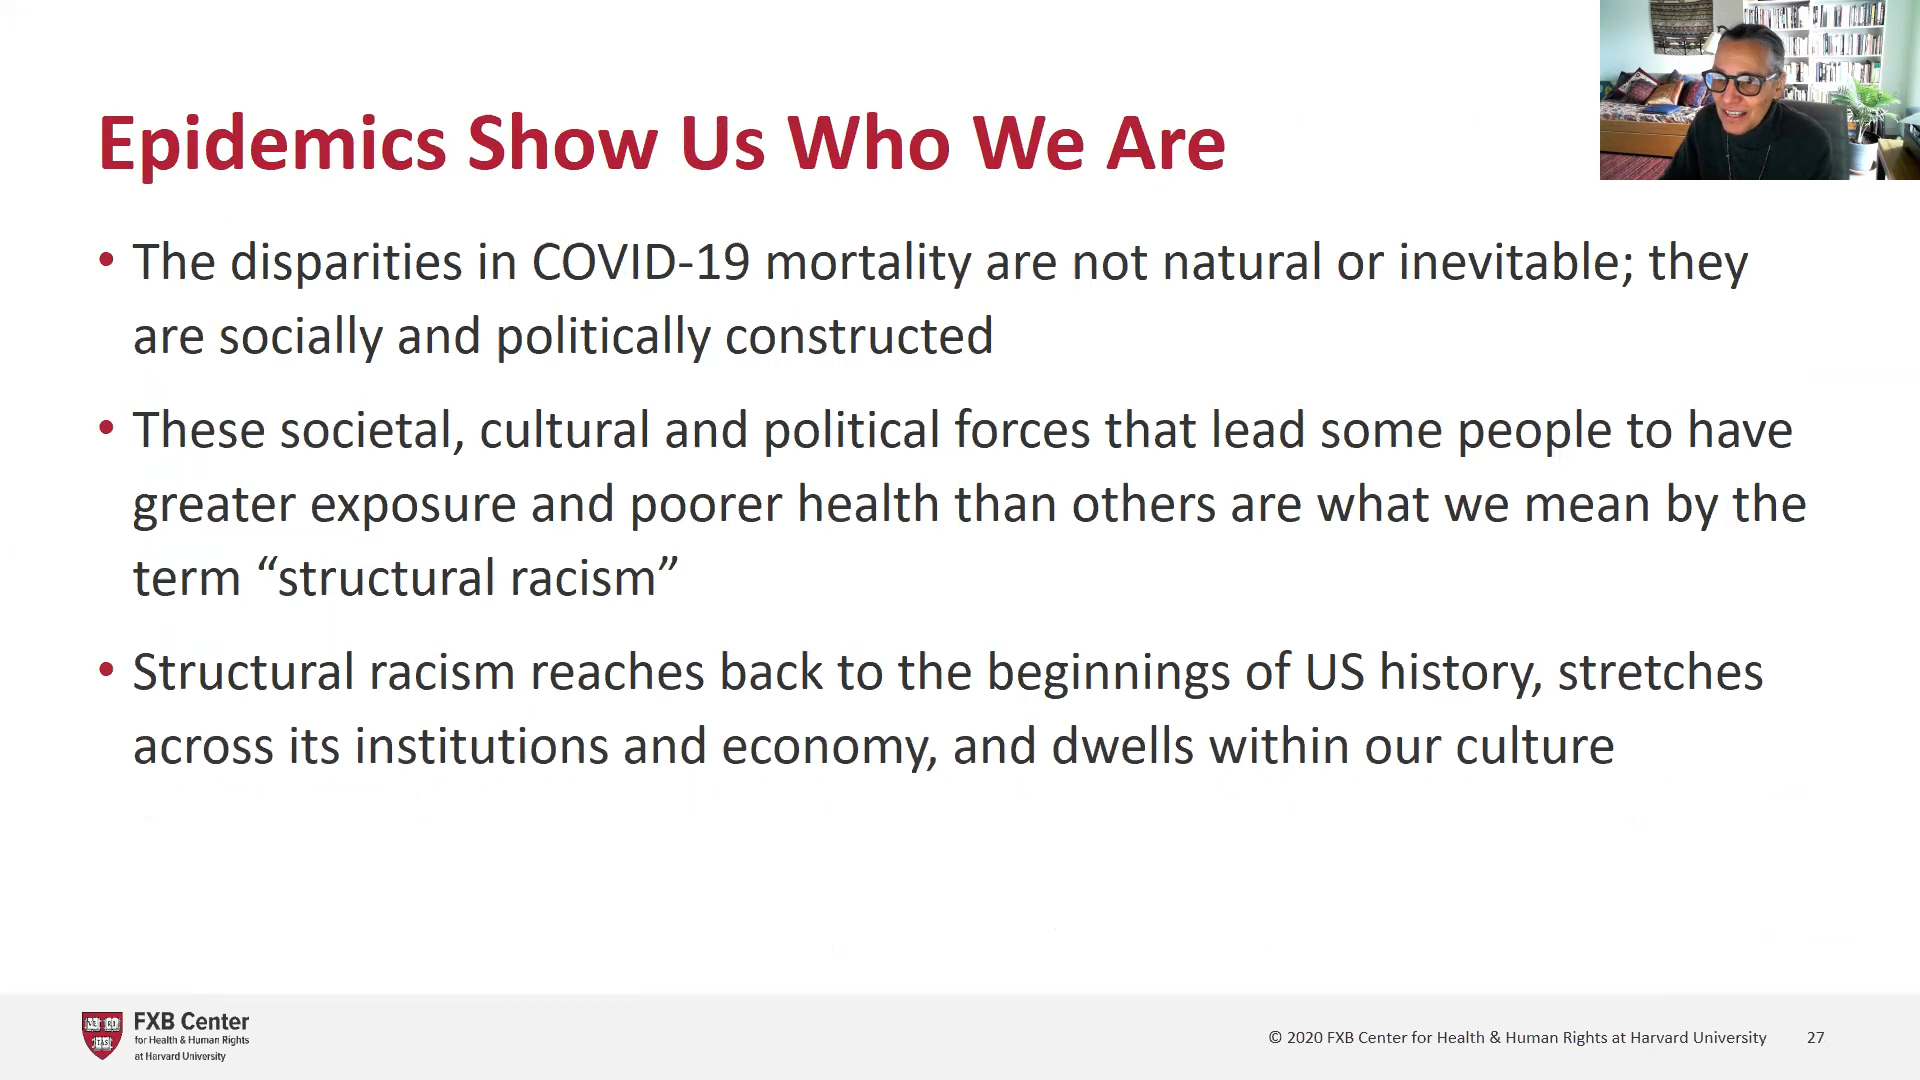 Epidemics Show Us Who We Are
• The disparities in COVID-19 mortality are not natural or inevitable; they
are socially and politically constructed
• These societal, cultural and political forces that lead some people to have
greater exposure and poorer health than others are what we mean by the
term “structural racism”
• Structural racism reaches back to the beginnings of US history, stretches
across its institutions and economy, and dwells within our culture
VE RI
TAS
FXB Center
for Health & Human Rights
at Harvard University
© 2020 FXB Center for Health & Human Rights at Harvard University 27